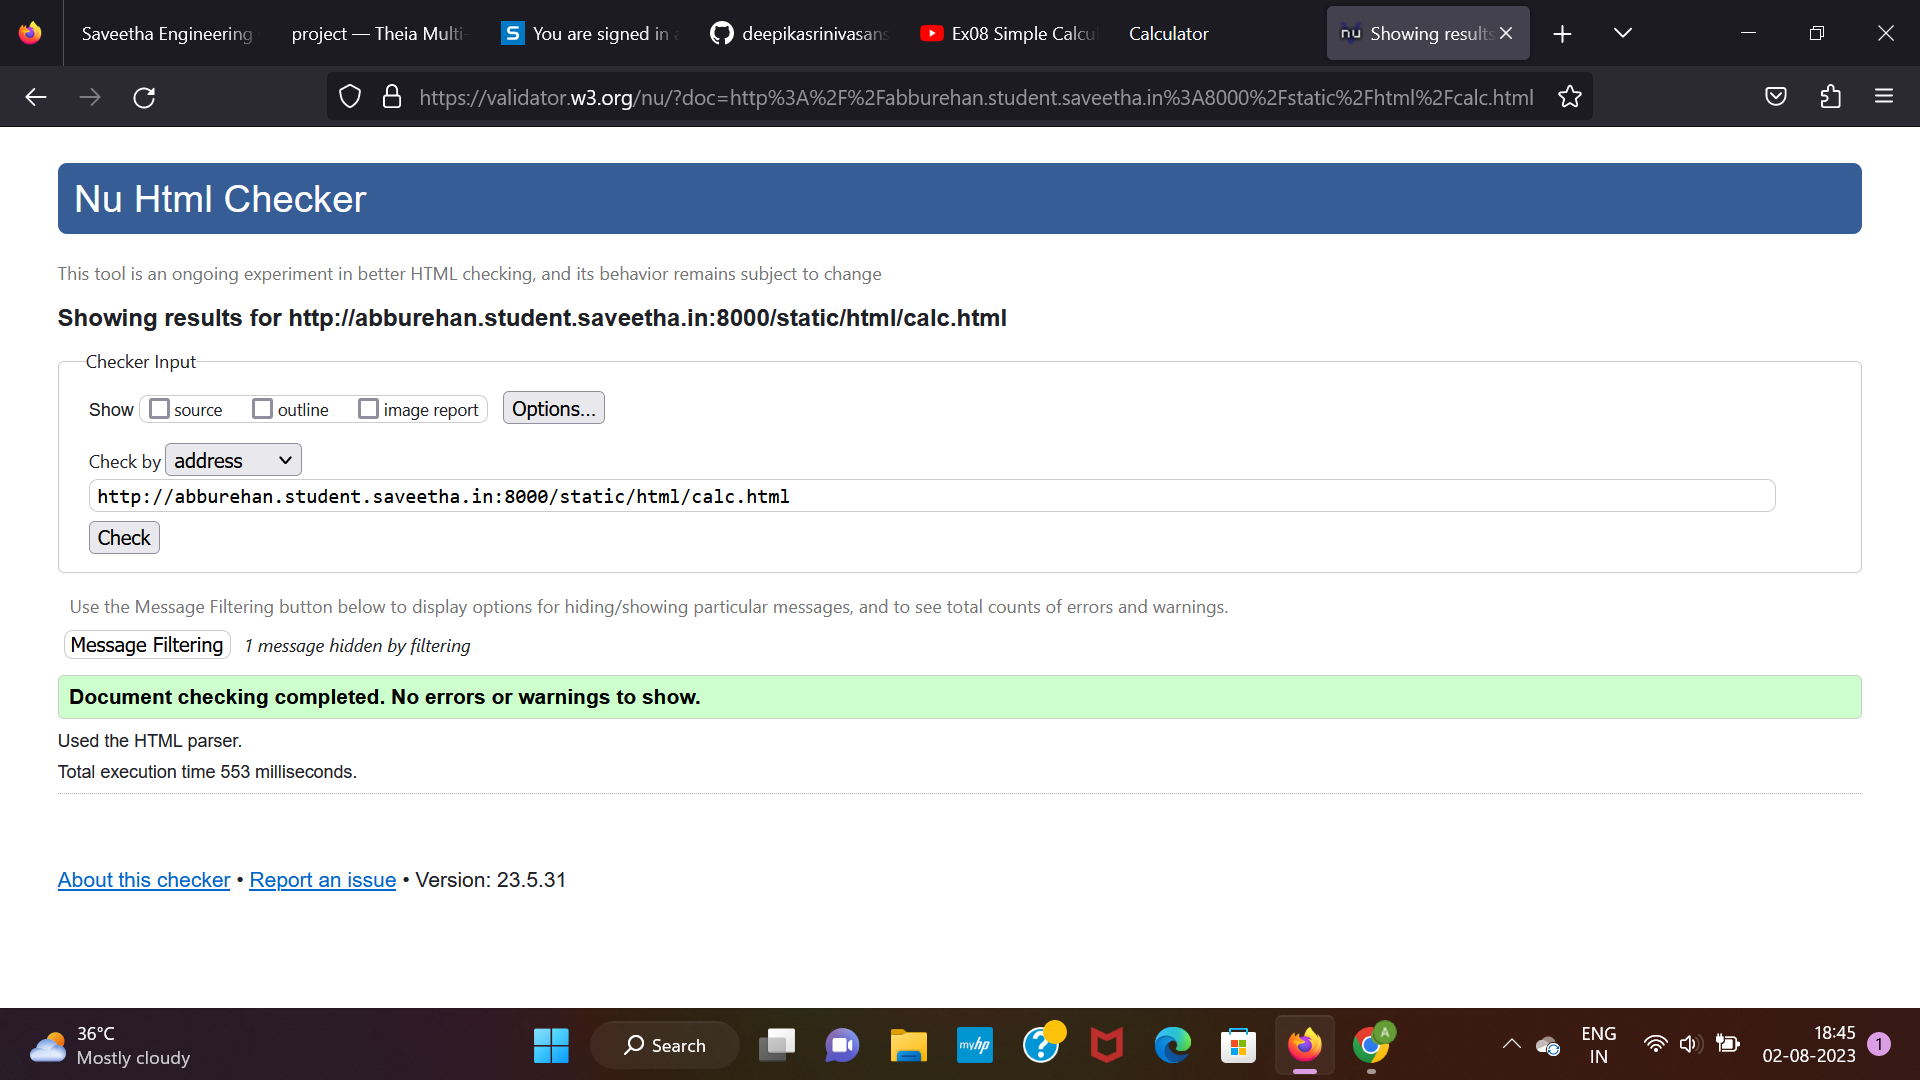 Saveetha Engineering
project — Theia Multi-
S You are signed in a
deepikasrinivasans
Ex08 Simple Calcul
Calculator
nu Showing results
https://validator.w3.org/nu/?doc=http%3A%2F%2Fabburehan.student.saveetha.in%3A8000%2Fstatic%2Fhtml%2Fcalc.html
Nu Html Checker
This tool is an ongoing experiment in better HTML checking, and its behavior remains subject to change
Showing results for http://abburehan.student.saveetha.in:8000/static/html/calc.html
Checker Input
Show source outline image report Options...
Check by address
http://abburehan.student.saveetha.in:8000/static/html/calc.html
Check
Use the Message Filtering button below to display options for hiding/showing particular messages, and to see total counts of errors and warnings.
Message Filtering 1 message hidden by filtering
Document checking completed. No errors or warnings to show.
Used the HTML parser.
Total execution time 553 milliseconds.
About this checker • Report an issue • Version: 23.5.31
36°C
Mostly cloudy
Search
myhp
?
A
ENG
IN
18:45
02-08-2023
1